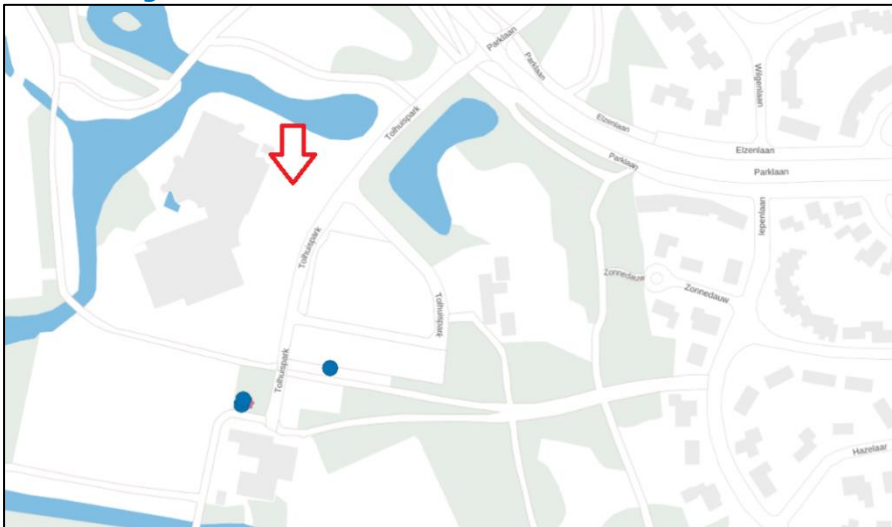 Parklaan
Parklaan
Wilgenlaan
Tolhuispark
Elzenlaan
Parklaan
Elzenlaan
Parklaan
Iepenlaan
Tolhuispark
Zonnedauw
Zonnedauw
Tolhuispark
Tolhuispark
Hazelaar